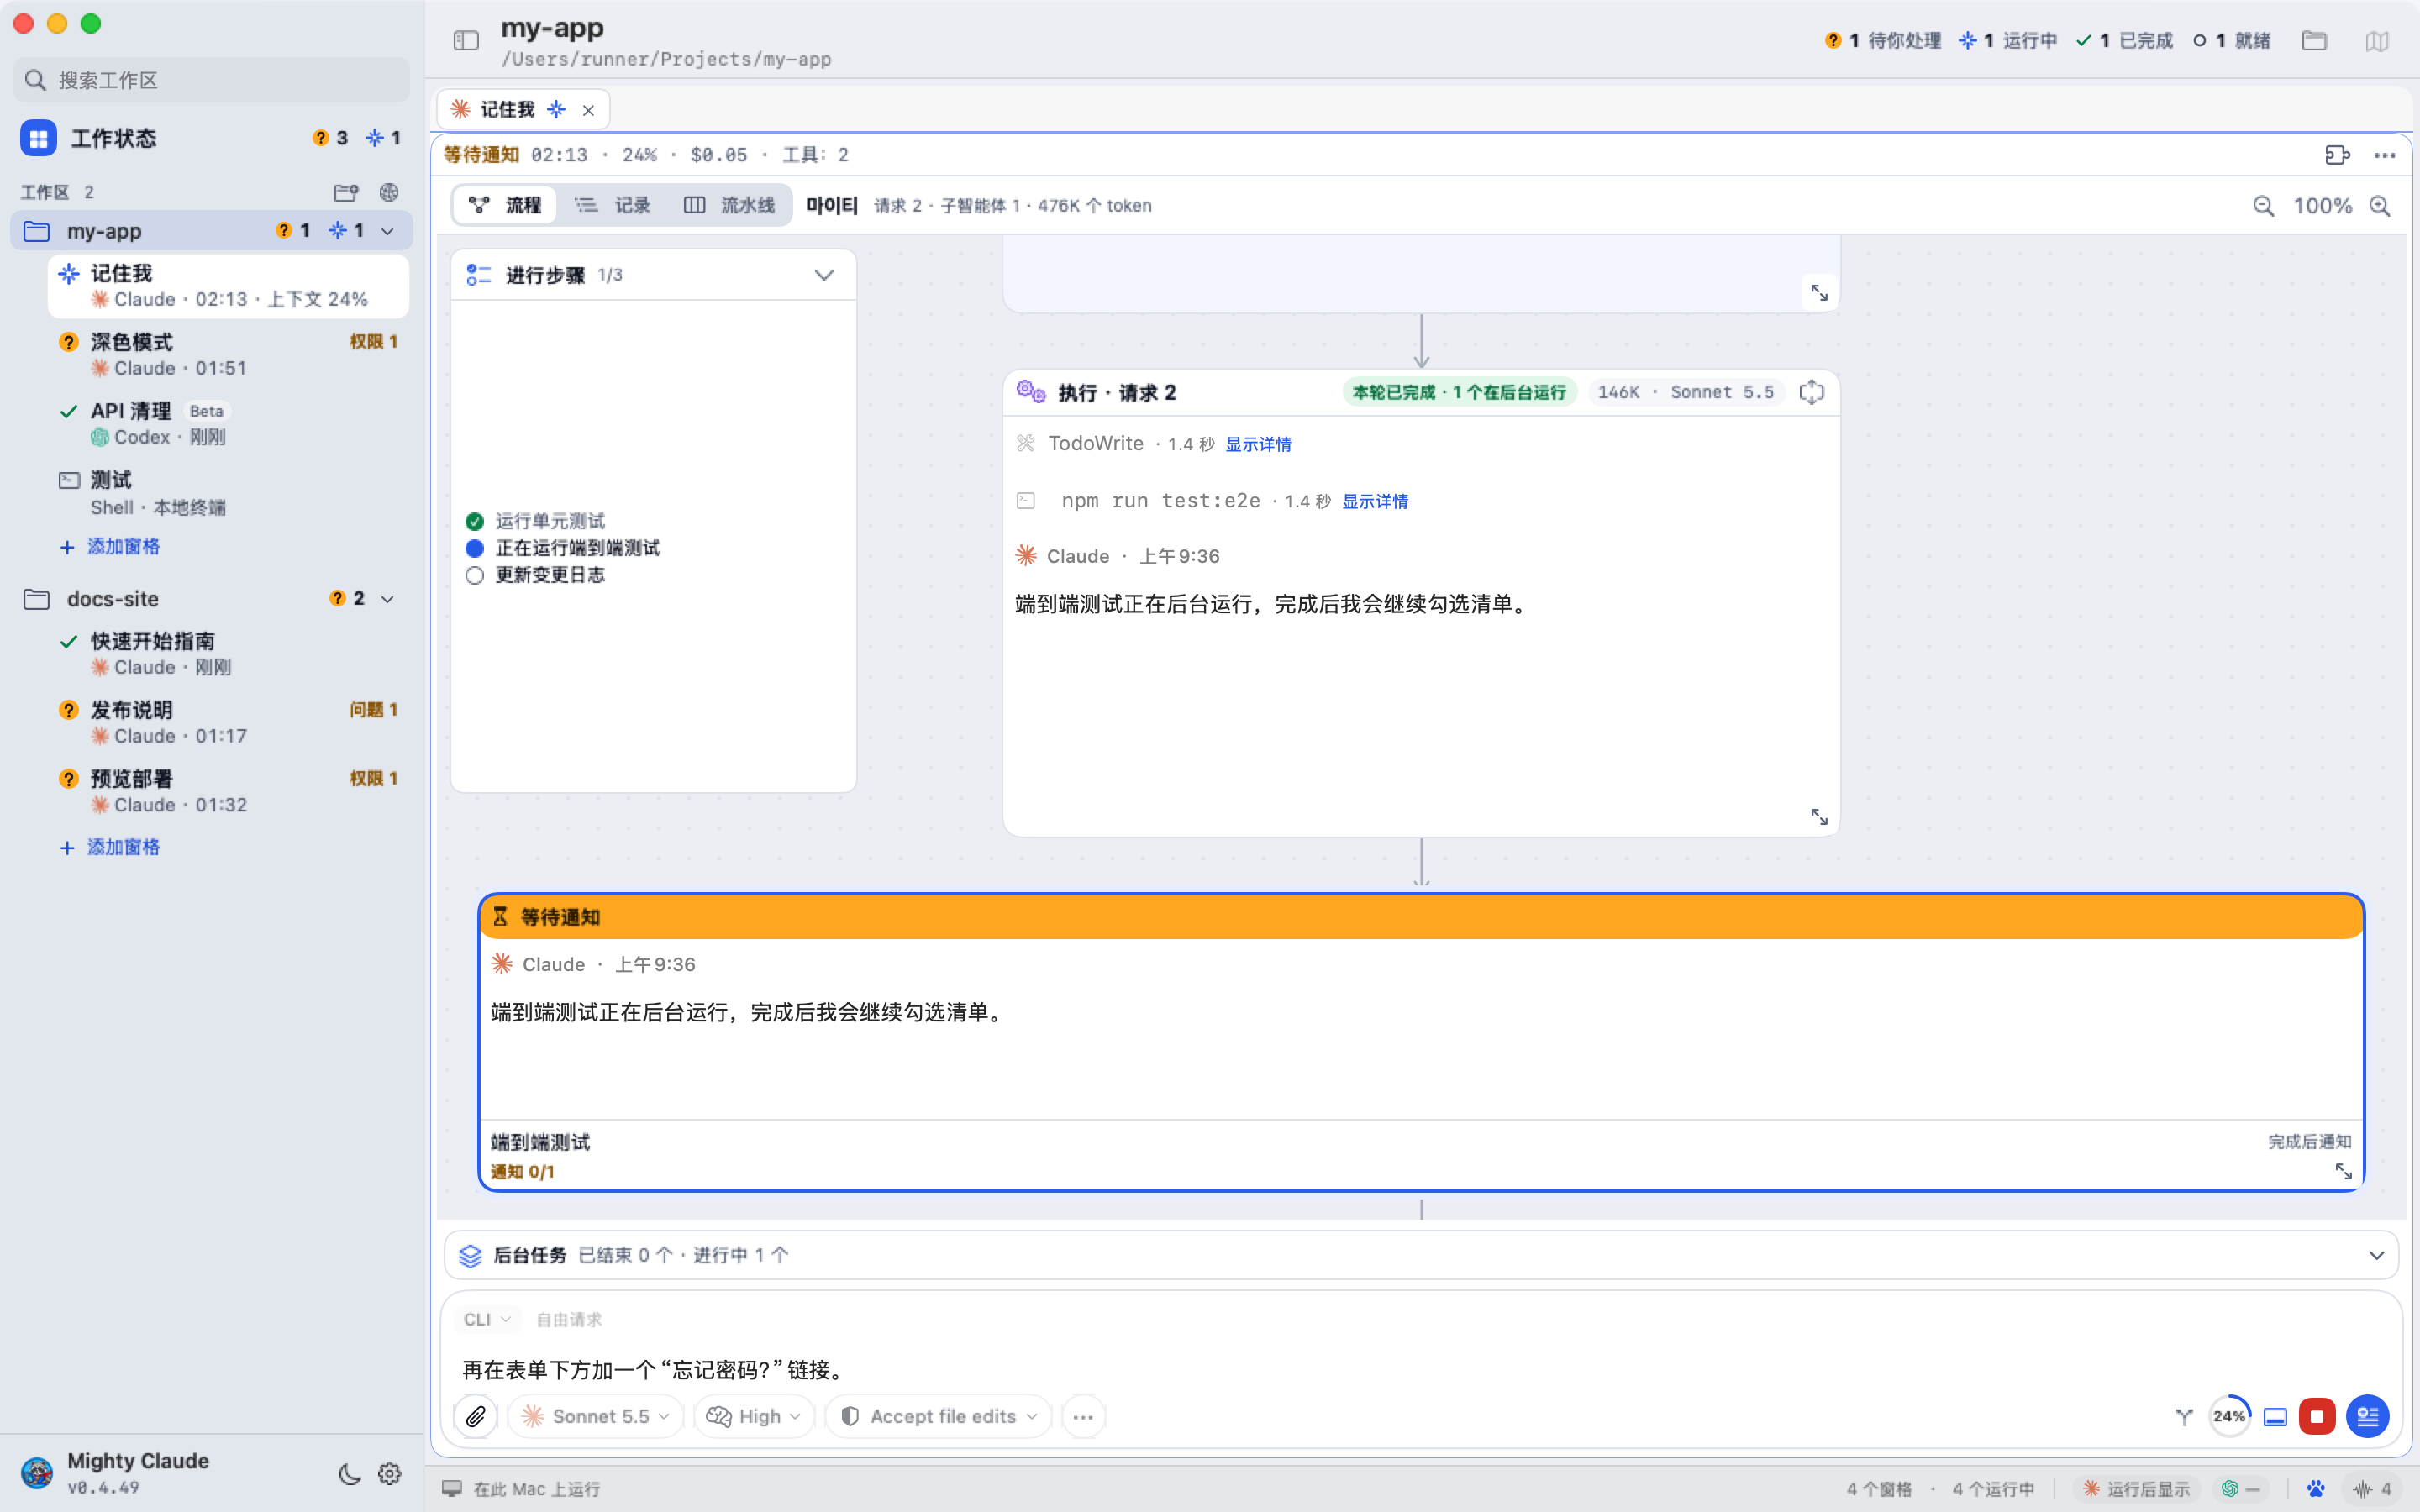 my-app
/Users/runner/Projects/my-app
1 待你处理 1 运行中 1 已完成 1 就绪
搜索工作区
工作状态 3 1
工作区 2
my-app 1 1
记住我
Claude · 02:13 · 上下文 24%
深色模式 权限 1
Claude · 01:51
API 清理 Beta
Codex · 刚刚
测试
Shell · 本地终端
+ 添加窗格
docs-site 2
快速开始指南
Claude · 刚刚
发布说明 问题 1
Claude · 01:17
预览部署 权限 1
Claude · 01:32
+ 添加窗格
Mighty Claude
v0.4.49
记住我
等待通知 02:13 · 24% · $0.05 · 工具: 2
流程 记录 流水线 마이티 请求 2 · 子智能体 1 · 476K 个 token
100%
进行步骤 1/3
运行单元测试
正在运行端到端测试
更新变更日志
执行 · 请求 2 本轮已完成 · 1 个在后台运行 146K · Sonnet 5.5
TodoWrite · 1.4 秒 显示详情
npm run test:e2e · 1.4 秒 显示详情
Claude · 上午9:36
端到端测试正在后台运行，完成后我会继续勾选清单。
等待通知
Claude · 上午9:36
端到端测试正在后台运行，完成后我会继续勾选清单。
端到端测试 完成后通知
通知 0/1
后台任务 已结束 0 个 · 进行中 1 个
CLI 自由请求
再在表单下方加一个“忘记密码？”链接。
Sonnet 5.5 High Accept file edits
24%
在此 Mac 上运行
4 个窗格 · 4 个运行中 运行后显示 — 4